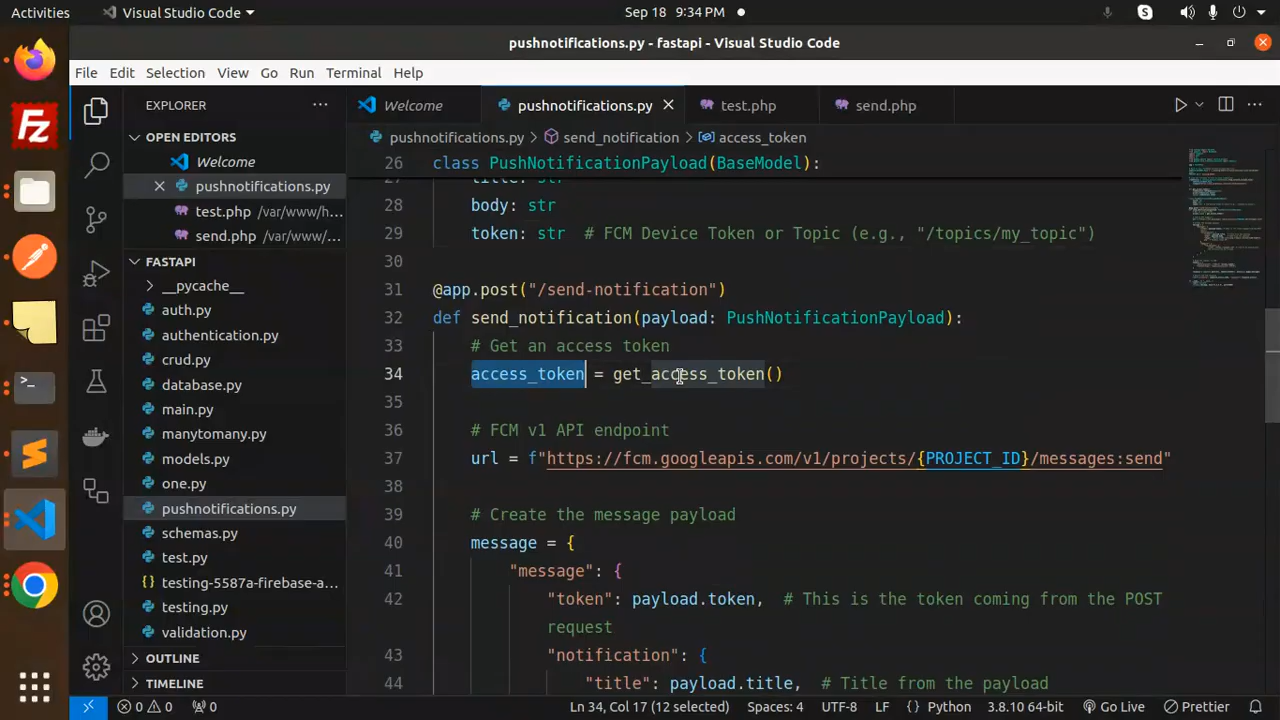 Activities
Visual Studio Code
Sep 18 9:34 PM
pushnotifications.py - fastapi - Visual Studio Code
File Edit Selection View Go Run Terminal Help
EXPLORER
Welcome
pushnotifications.py
test.php
send.php
OPEN EDITORS
pushnotifications.py > send_notification > access_token
Welcome
pushnotifications.py
test.php /var/www/h...
send.php /var/www/...
FASTAPI
__pycache__
auth.py
authentication.py
crud.py
database.py
main.py
manytomany.py
models.py
one.py
pushnotifications.py
schemas.py
test.py
testing-5587a-firebase-a...
testing.py
validation.py
OUTLINE
TIMELINE
26 class PushNotificationPayload(BaseModel):
28 body: str
29 token: str # FCM Device Token or Topic (e.g., "/topics/my_topic")
30
31 @app.post("/send-notification")
32 def send_notification(payload: PushNotificationPayload):
33 # Get an access token
34 access_token = get_access_token()
35
36 # FCM v1 API endpoint
37 url = f"https://fcm.googleapis.com/v1/projects/{PROJECT_ID}/messages:send"
38
39 # Create the message payload
40 message = {
41 "message": {
42 "token": payload.token, # This is the token coming from the POST
request
43 "notification": {
44 "title": payload.title, # Title from the payload
0 0 0 Ln 34, Col 17 (12 selected) Spaces: 4 UTF-8 LF Python 3.8.10 64-bit Go Live Prettier